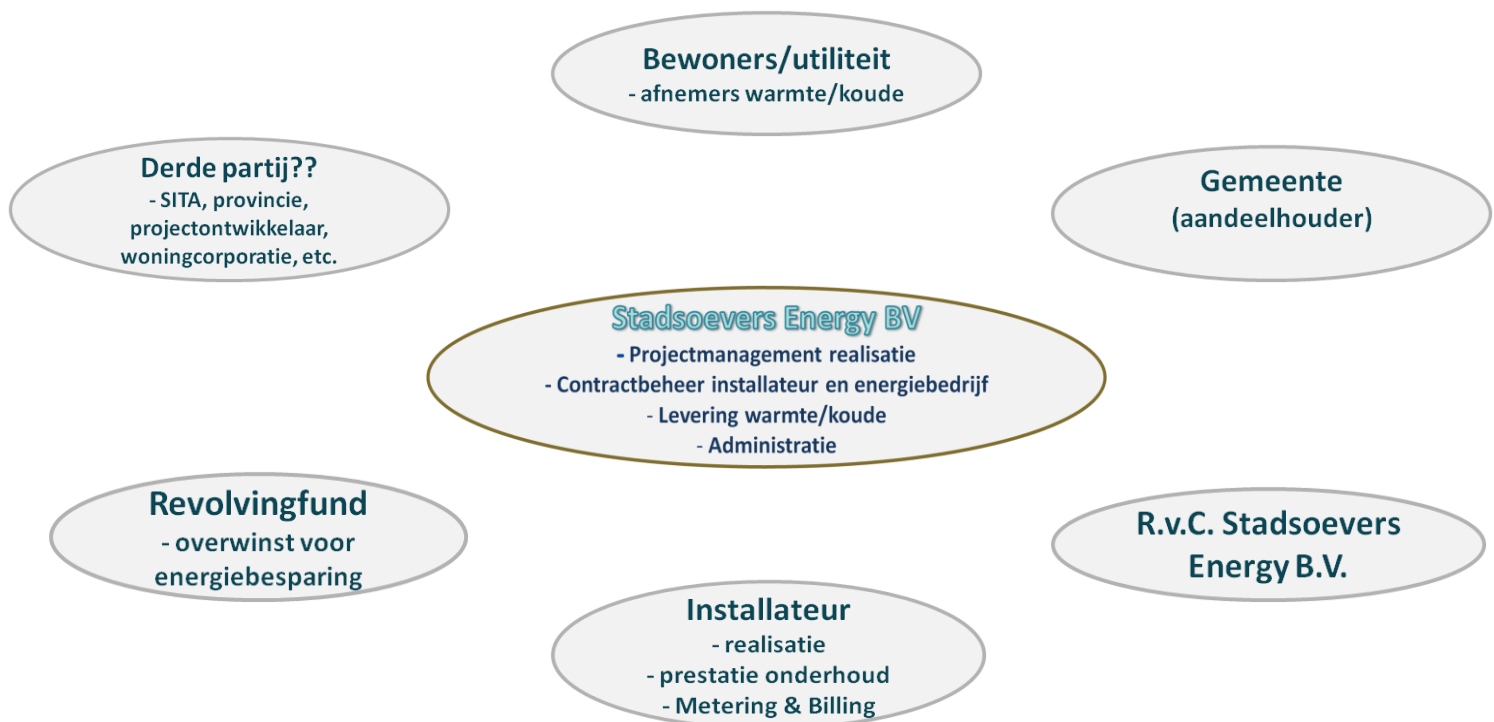 Bewoners/utiliteit
- afnemers warmte/koude
Derde partij??
- SITA, provincie,
projectontwikkelaar,
woningcorporatie, etc.
Gemeente
(aandeelhouder)
Stadsoevers Energy BV
- Projectmanagement realisatie
- Contractbeheer installateur en energiebedrijf
- Levering warmte/koude
- Administratie
Revolvingfund
- overwinst voor
energiebesparing
R.v.C. Stadsoevers
Energy B.V.
Installateur
- realisatie
- prestatie onderhoud
- Metering & Billing